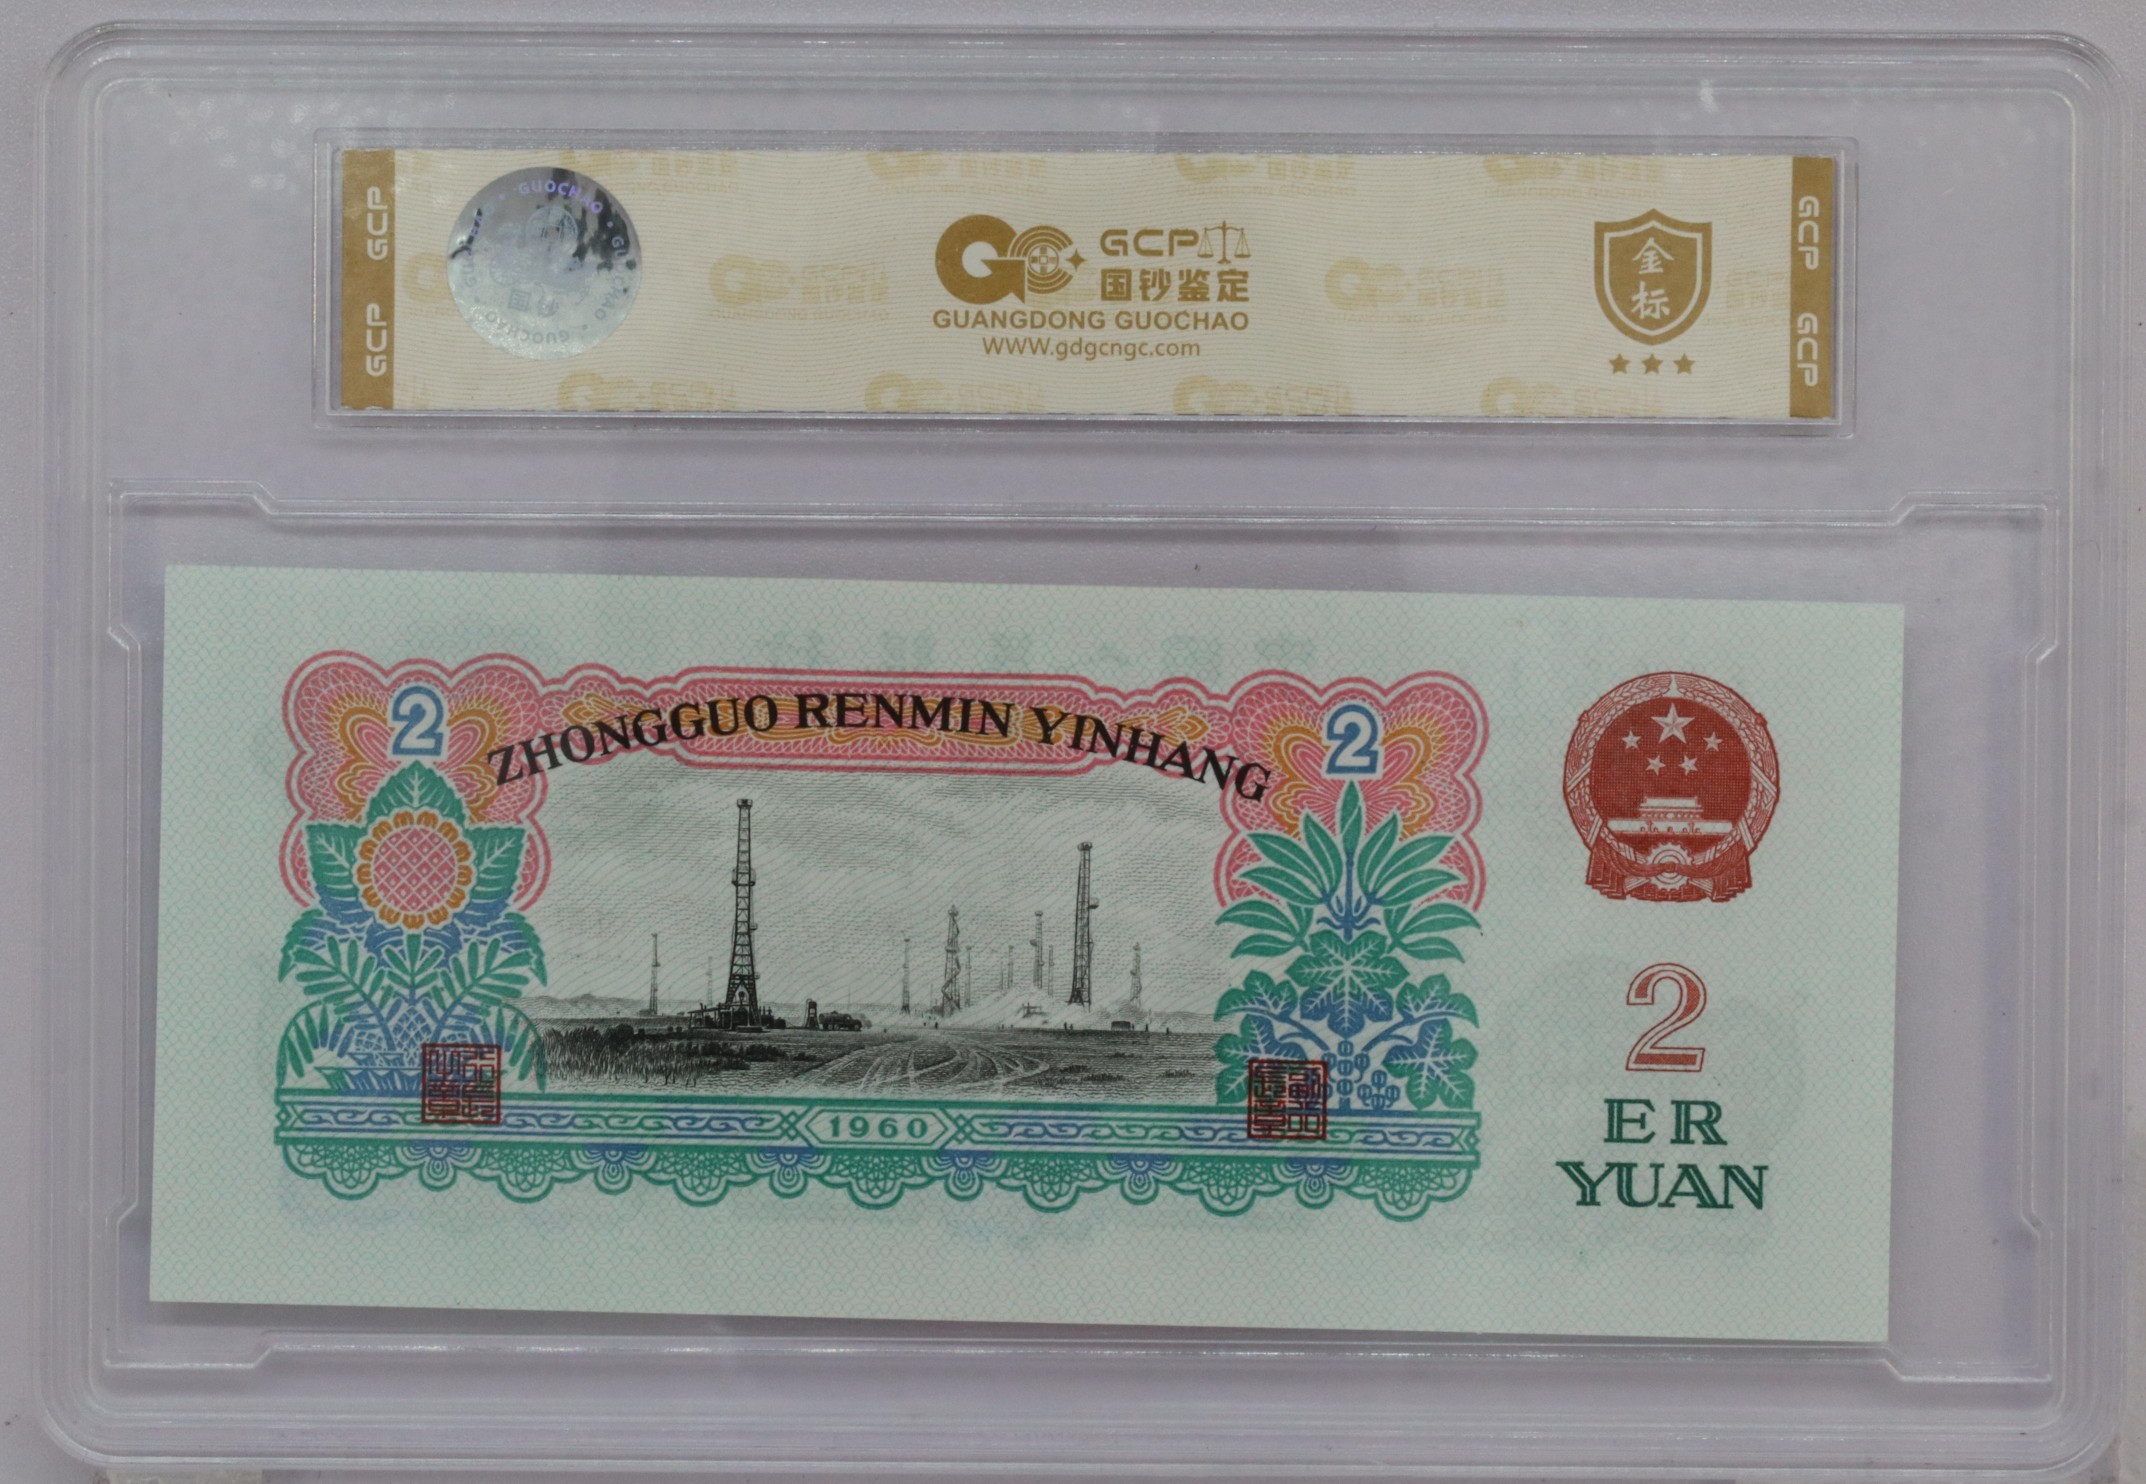 GCP
GCP
GUOCHAO
GCP
国钞鉴定
GUANGDONG GUOCHAO
WWW.gdgcngc.com
金
标
GCP
GCP
2
ZHONGGUO RENMIN YINHANG
2
1960
2
ER
YUAN